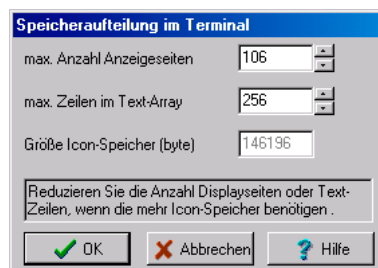 Speicheraufteilung im Terminal
max. Anzahl Anzeigeseiten 106
max. Zeilen im Text-Array 256
Größe Icon-Speicher (byte) 146196
Reduzieren Sie die Anzahl Displayseiten oder Text-
Zeilen, wenn die mehr Icon-Speicher benötigen .
OK Abbrechen Hilfe